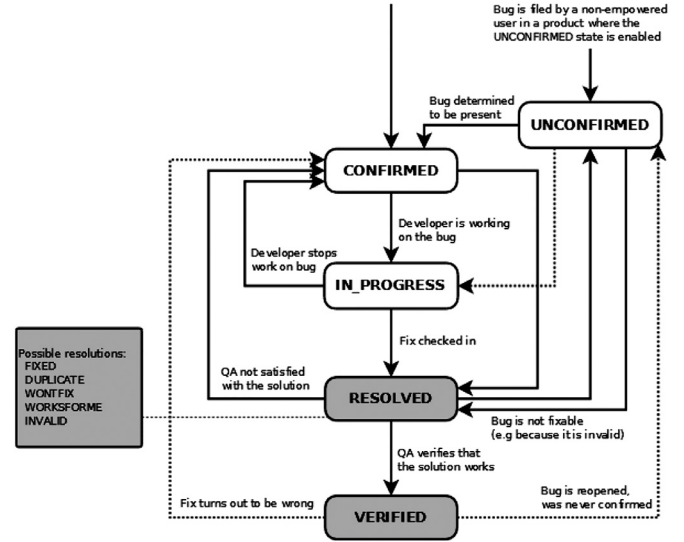 Bug is filed by a non-empowered
user in a product where the
UNCONFIRMED state is enabled
Bug determined
to be present
UNCONFIRMED
CONFIRMED
Developer is working
on the bug
Developer stops
work on bug
IN_PROGRESS
Fix checked in
Possible resolutions:
FIXED
DUPLICATE
WONTFIX
WORKSFORME
INVALID
QA not satisfied
with the solution
RESOLVED
Bug is not fixable
(e.g because it is invalid)
QA verifies that
the solution works
Fix turns out to be wrong
VERIFIED
Bug is reopened,
was never confirmed